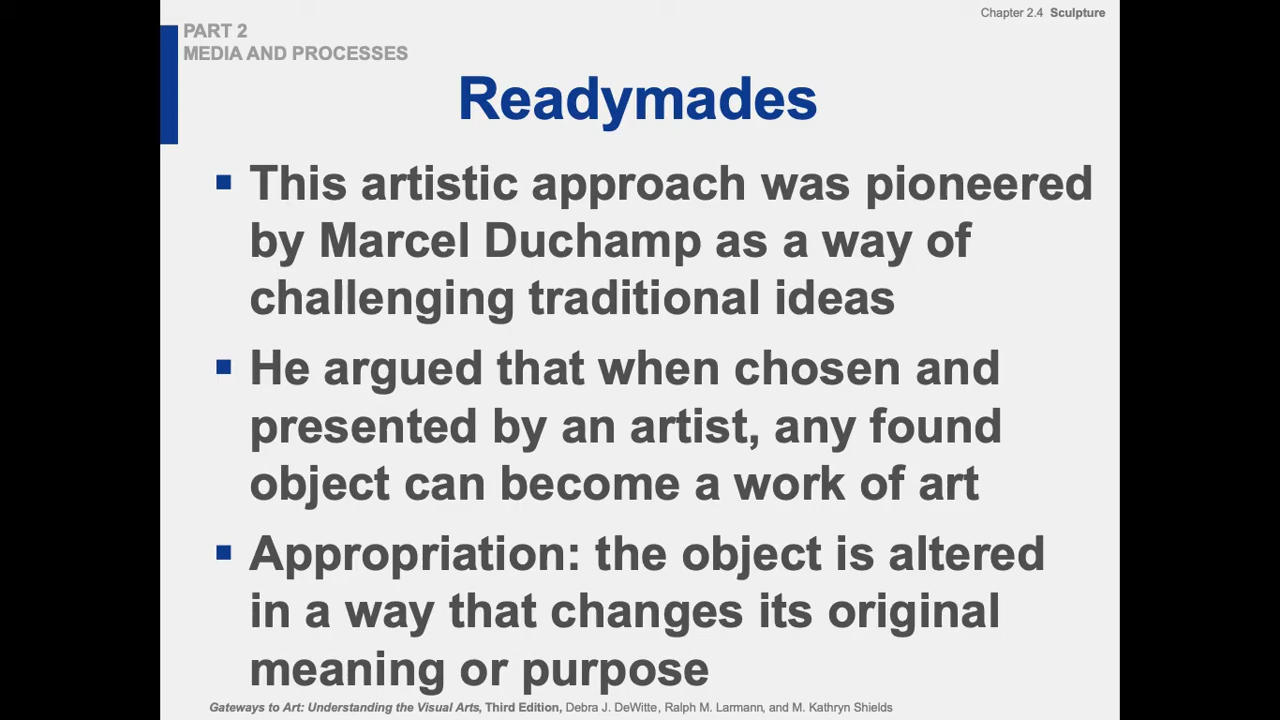 Chapter 2.4 Sculpture
PART 2
MEDIA AND PROCESSES
Readymades
▪ This artistic approach was pioneered
by Marcel Duchamp as a way of
challenging traditional ideas
▪ He argued that when chosen and
presented by an artist, any found
object can become a work of art
▪ Appropriation: the object is altered
in a way that changes its original
meaning or purpose
Gateways to Art: Understanding the Visual Arts, Third Edition, Debra J. DeWitte, Ralph M. Larmann, and M. Kathryn Shields